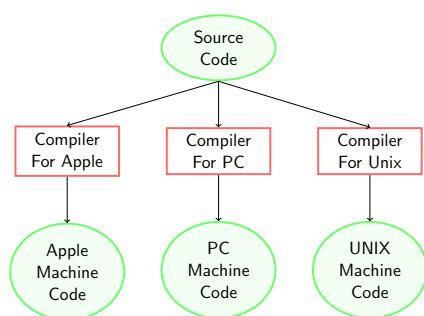 Source
Code
Compiler
For Apple
Compiler
For PC
Compiler
For Unix
Apple
Machine
Code
PC
Machine
Code
UNIX
Machine
Code